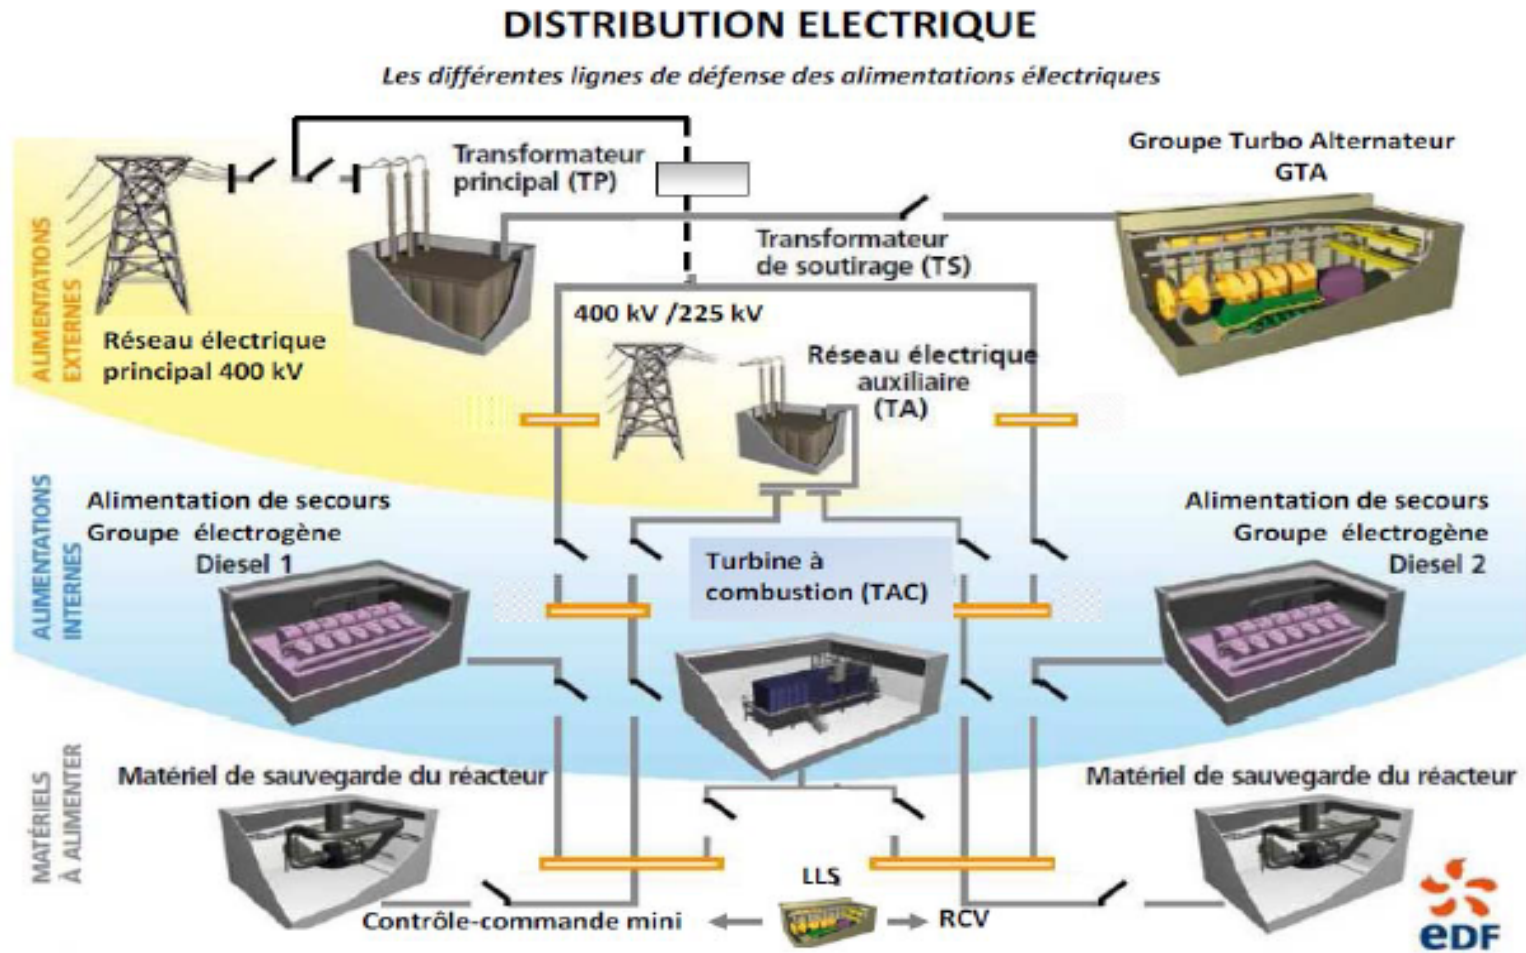 DISTRIBUTION ELECTRIQUE
Les différentes lignes de défense des alimentations électriques
Transformateur
principal (TP)
Groupe Turbo Alternateur
GTA
Transformateur
de soutirage (TS)
ALIMENTATIONS
EXTERNES
400 kV /225 kV
Réseau électrique
principal 400 kV
Réseau électrique
auxiliaire
(TA)
ALIMENTATIONS
INTERNES
Alimentation de secours
Groupe électrogène
Diesel 1
Alimentation de secours
Groupe électrogène
Diesel 2
Turbine à
combustion (TAC)
MATÉRIELS
À ALIMENTER
Matériel de sauvegarde du réacteur
Matériel de sauvegarde du réacteur
LLS
Contrôle-commande mini
RCV
eDF